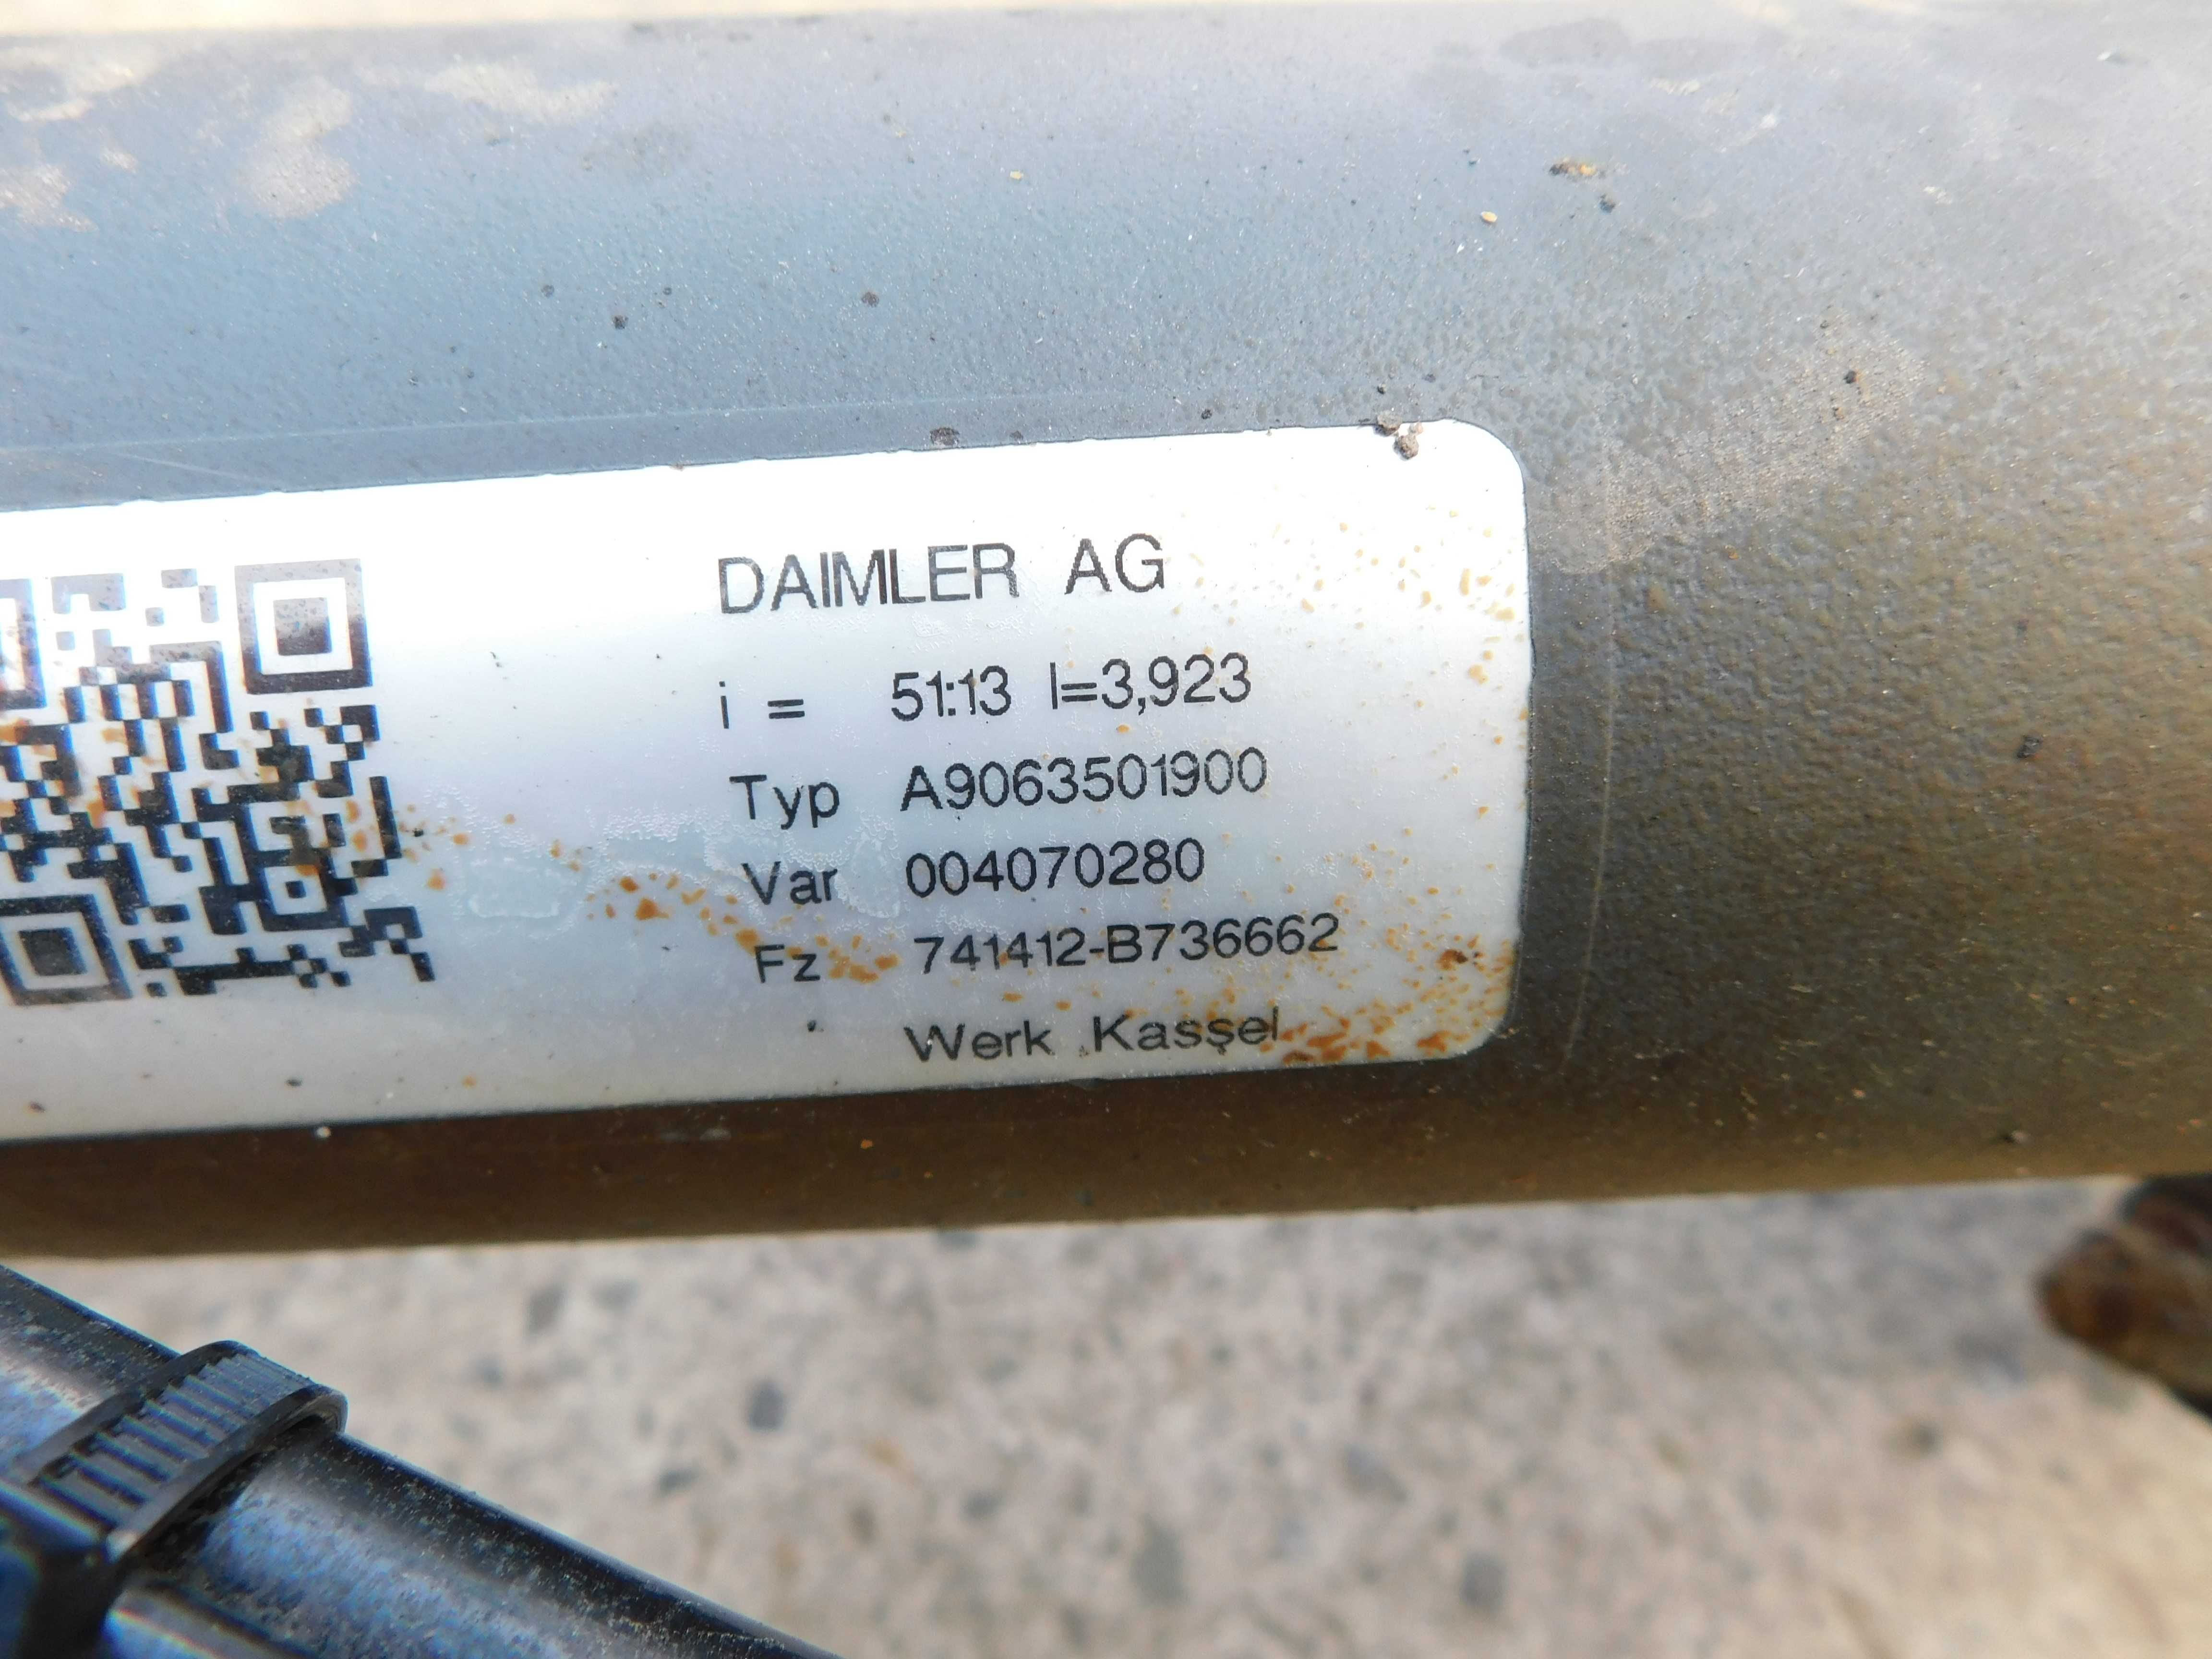 DAIMLER AG
i = 51:13 I=3,923
Typ A9063501900
Var 004070280
Fz 741412-B736662
Werk Kassel